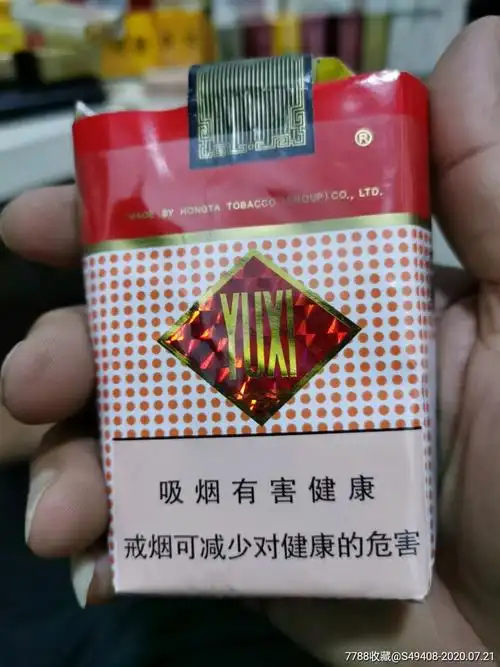 ®
MADE BY HONGTA TOBACCO (GROUP) CO., LTD.
YUXI
吸烟有害健康
戒烟可减少对健康的危害
7788收藏@S49408-2020.07.21